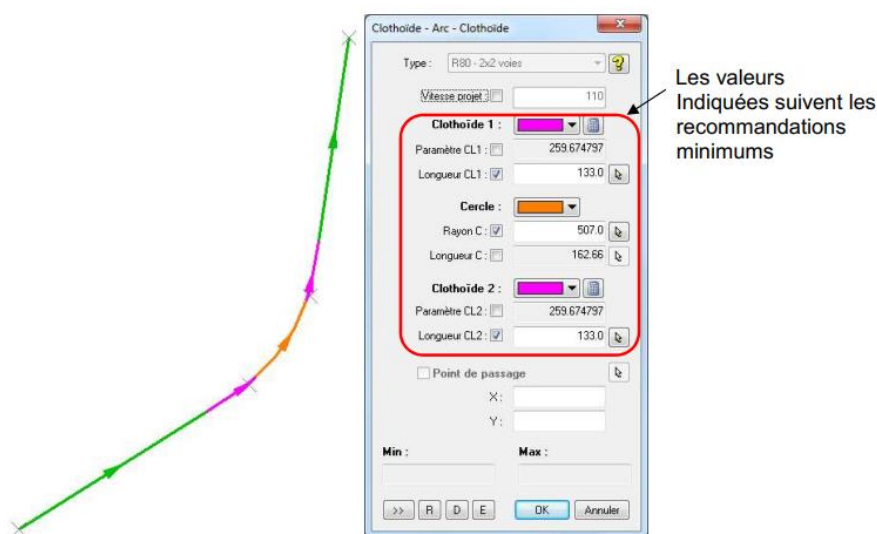 Clothoïde - Arc - Clothoïde
Type : R80 - 2x2 voies
Vitesse projet : 110
Clothoïde 1 :
Paramètre CL1 : 259.674797
Longueur CL1 : 133.0
Cercle :
Rayon C : 507.0
Longueur C : 162.66
Clothoïde 2 :
Paramètre CL2 : 259.674797
Longueur CL2 : 133.0
Point de passage
X :
Y :
Min : Max :
>> R D E OK Annuler
Les valeurs
Indiquées suivent les
recommandations
minimums